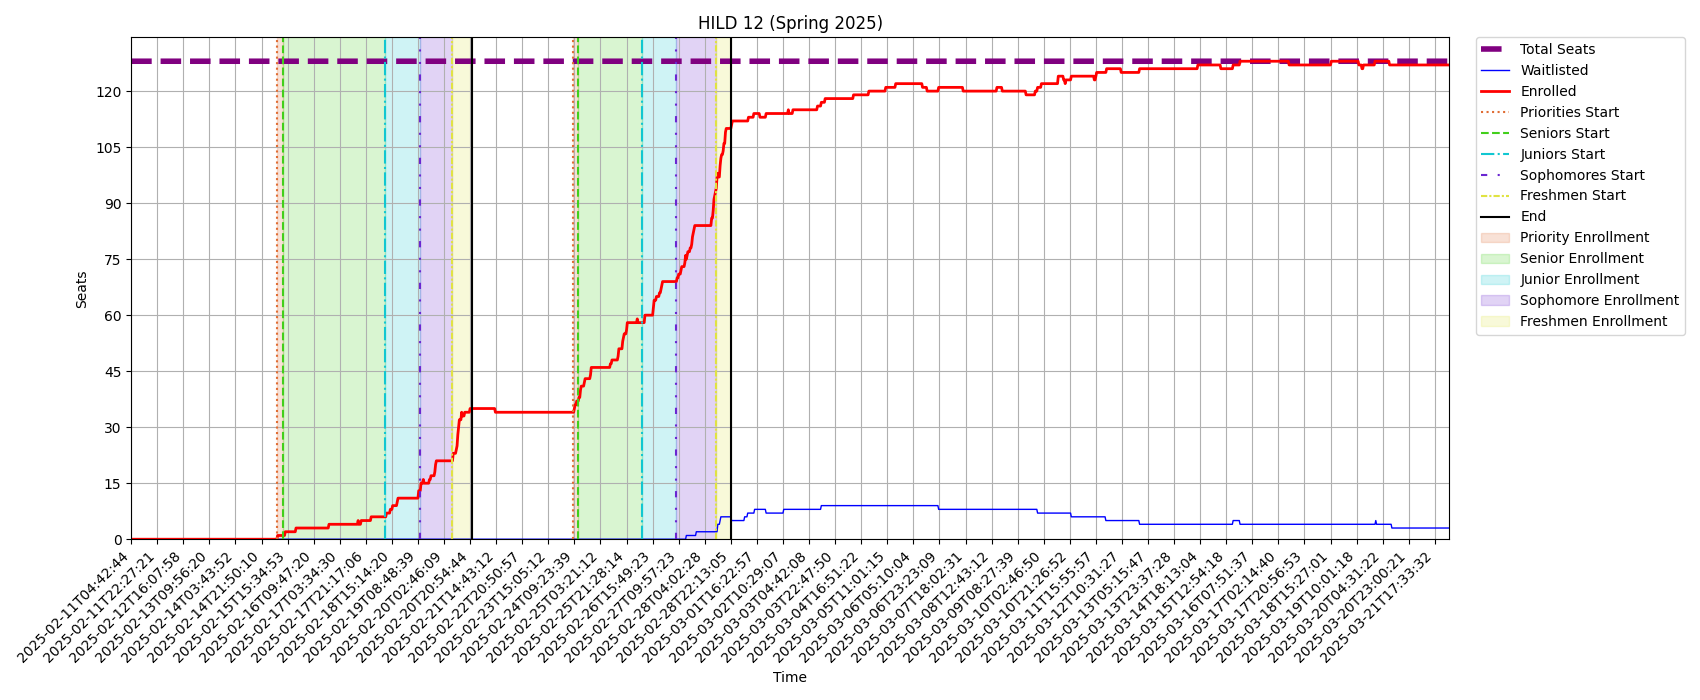 HILD 12 (Spring 2025)
Seats
120
105
90
75
60
45
30
15
0
2025-02-11T04:42:44
2025-02-11T22:27:21
2025-02-12T16:07:58
2025-02-13T09:56:20
2025-02-14T03:43:52
2025-02-14T21:50:10
2025-02-15T15:34:53
2025-02-16T09:47:20
2025-02-17T03:34:30
2025-02-17T21:17:06
2025-02-18T15:14:20
2025-02-19T08:48:39
2025-02-20T02:46:09
2025-02-20T20:54:44
2025-02-21T14:43:12
2025-02-22T20:50:57
2025-02-23T15:05:12
2025-02-24T09:23:39
2025-02-25T03:21:12
2025-02-25T21:28:14
2025-02-26T15:49:23
2025-02-27T09:57:23
2025-02-28T04:02:28
2025-02-28T22:13:05
2025-03-01T16:22:57
2025-03-02T10:29:07
2025-03-03T04:42:08
2025-03-03T22:47:50
2025-03-04T16:51:22
2025-03-05T11:01:15
2025-03-06T05:10:04
2025-03-06T23:23:09
2025-03-07T18:02:31
2025-03-08T12:43:12
2025-03-09T08:27:39
2025-03-10T02:46:50
2025-03-10T21:26:52
2025-03-11T15:55:57
2025-03-12T10:31:27
2025-03-13T05:15:47
2025-03-13T23:37:28
2025-03-14T18:13:04
2025-03-15T12:54:18
2025-03-16T07:51:37
2025-03-17T02:14:40
2025-03-17T20:56:53
2025-03-18T15:27:01
2025-03-19T10:01:18
2025-03-20T04:31:22
2025-03-20T23:00:21
2025-03-21T17:33:32
Time
Total Seats
Waitlisted
Enrolled
Priorities Start
Seniors Start
Juniors Start
Sophomores Start
Freshmen Start
End
Priority Enrollment
Senior Enrollment
Junior Enrollment
Sophomore Enrollment
Freshmen Enrollment